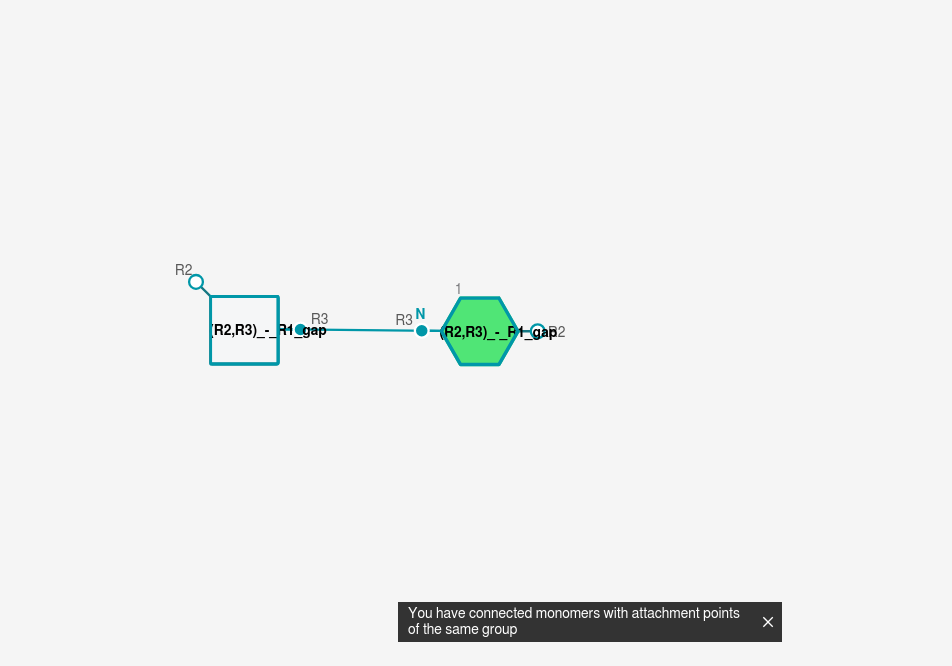 R2
1
N
R3
R3
(R2,R3)_-_R1_gap
(R2,R3)_-_R1_gap
R2
You have connected monomers with attachment points
of the same group